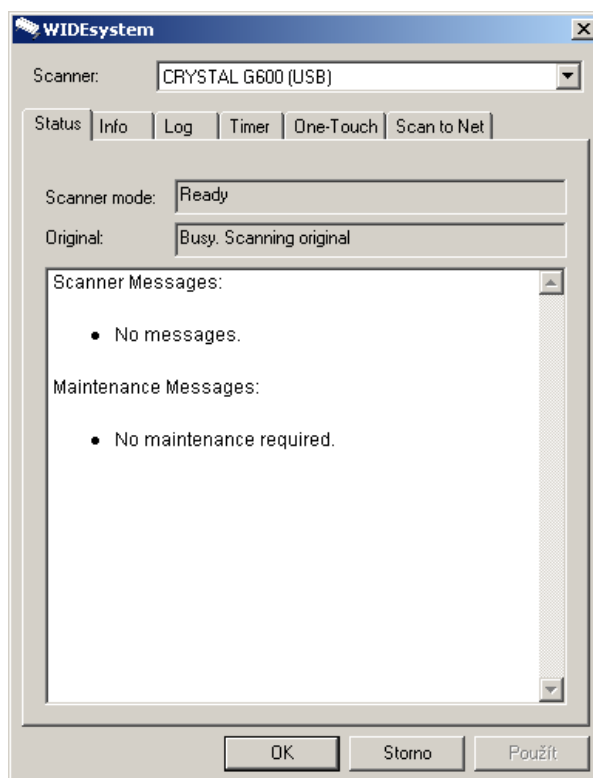 WIDEsystem
Scanner: CRYSTAL G600 (USB)
Status Info Log Timer One-Touch Scan to Net
Scanner mode: Ready
Original: Busy. Scanning original
Scanner Messages:
• No messages.
Maintenance Messages:
• No maintenance required.
OK Storno Použít